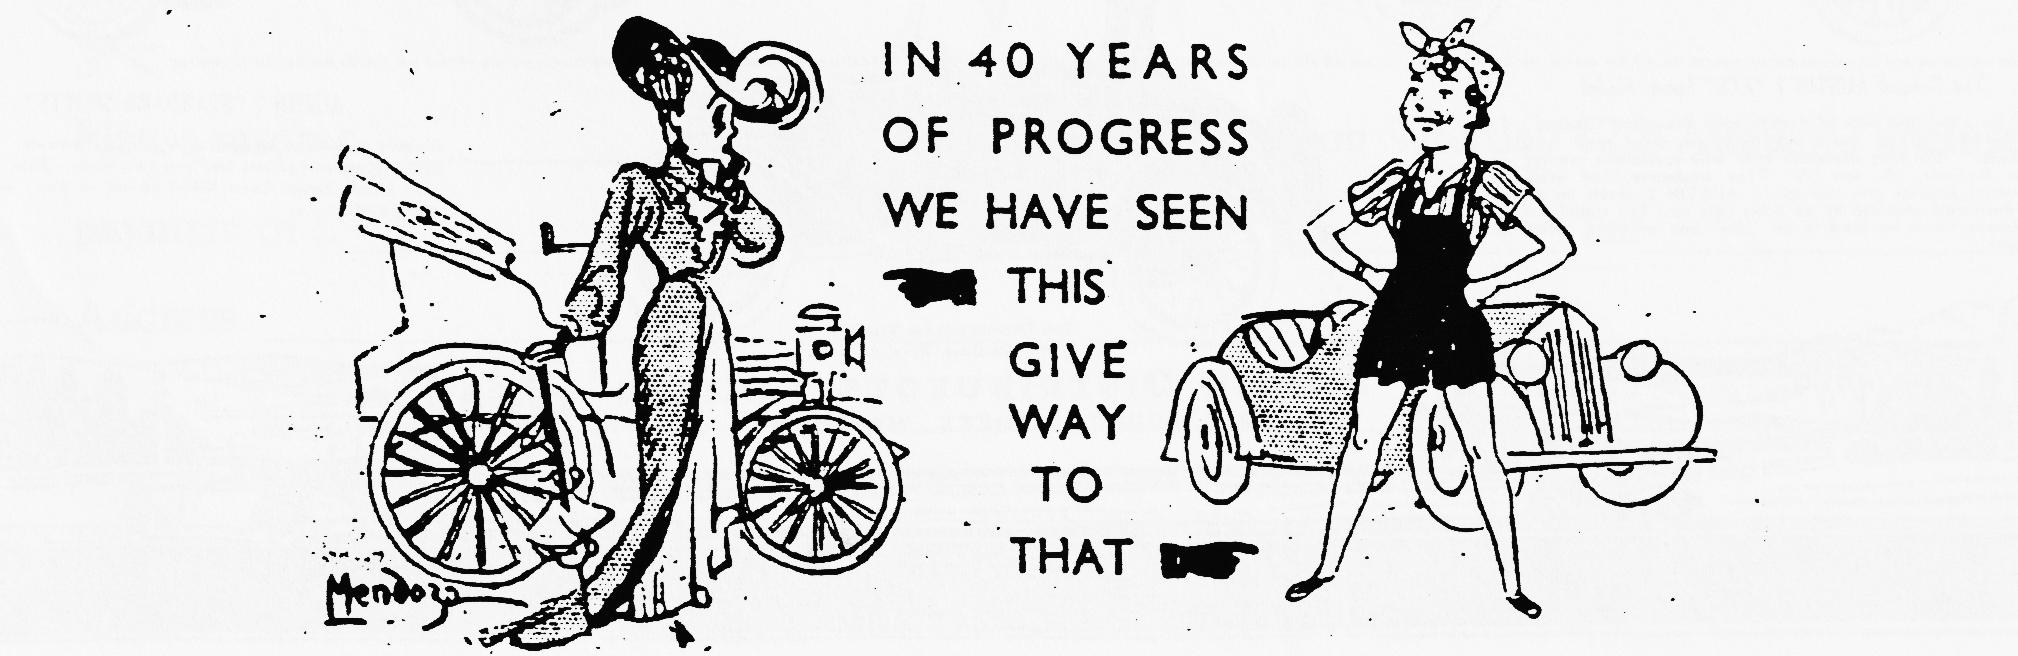 IN 40 YEARS
OF PROGRESS
WE HAVE SEEN
THIS
GIVE
WAY
TO
THAT
Mendoza